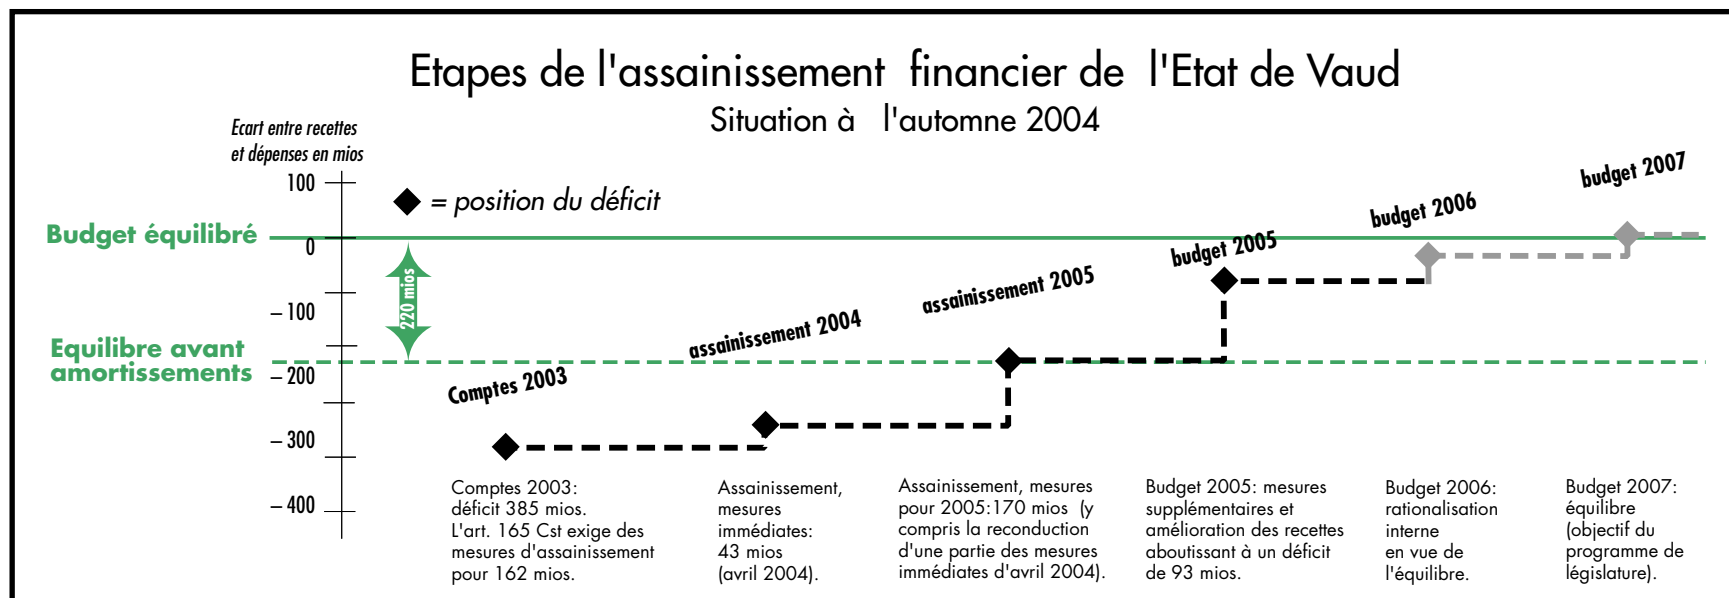 Etapes de l'assainissement financier de l'Etat de Vaud
Situation à l'automne 2004
Ecart entre recettes
et dépenses en mios
100
= position du déficit
Budget équilibré
0
220 mios
– 100
Equilibre avant
amortissements
– 200
– 300
– 400
Comptes 2003
assainissement 2004
assainissement 2005
budget 2005
budget 2006
budget 2007
Comptes 2003:
déficit 385 mios.
L'art. 165 Cst exige des
mesures d'assainissement
pour 162 mios.
Assainissement,
mesures
immédiates:
43 mios
(avril 2004).
Assainissement, mesures
pour 2005:170 mios (y
compris la reconduction
d'une partie des mesures
immédiates d'avril 2004).
Budget 2005: mesures
supplémentaires et
amélioration des recettes
aboutissant à un déficit
de 93 mios.
Budget 2006:
rationalisation
interne
en vue de
l'équilibre.
Budget 2007:
équilibre
(objectif du
programme de
législature).